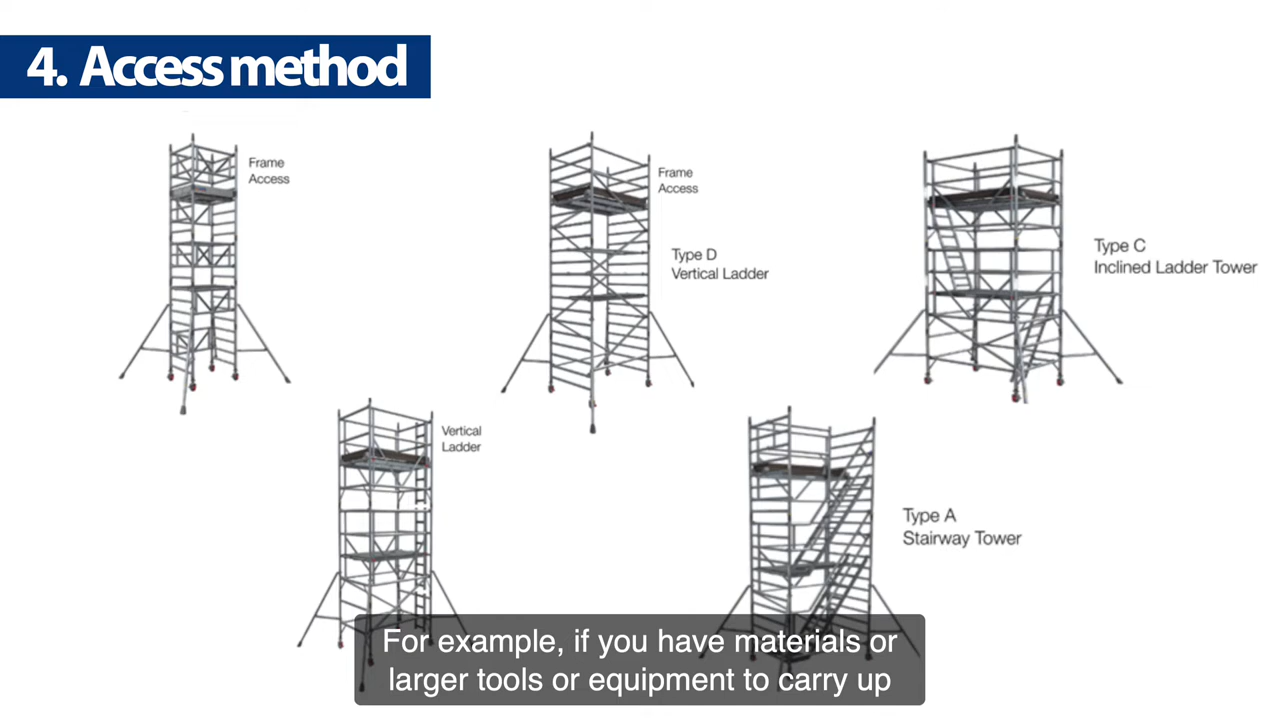 4. Access method
Frame
Access
Frame
Access
Type D
Vertical Ladder
Type C
Inclined Ladder Tower
Vertical
Ladder
Type A
Stairway Tower
For example, if you have materials or
larger tools or equipment to carry up